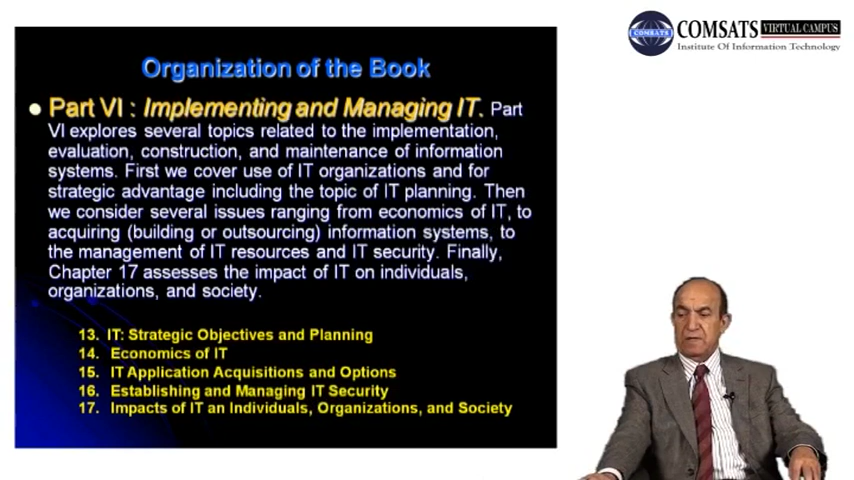 COMSATS VIRTUAL CAMPUS
COMSATS
Institute Of Information Technology
Organization of the Book
Part VI : Implementing and Managing IT. Part
VI explores several topics related to the implementation,
evaluation, construction, and maintenance of information
systems. First we cover use of IT organizations and for
strategic advantage including the topic of IT planning. Then
we consider several issues ranging from economics of IT, to
acquiring (building or outsourcing) information systems, to
the management of IT resources and IT security. Finally,
Chapter 17 assesses the impact of IT on individuals,
organizations, and society.
13. IT: Strategic Objectives and Planning
14. Economics of IT
15. IT Application Acquisitions and Options
16. Establishing and Managing IT Security
17. Impacts of IT an Individuals, Organizations, and Society